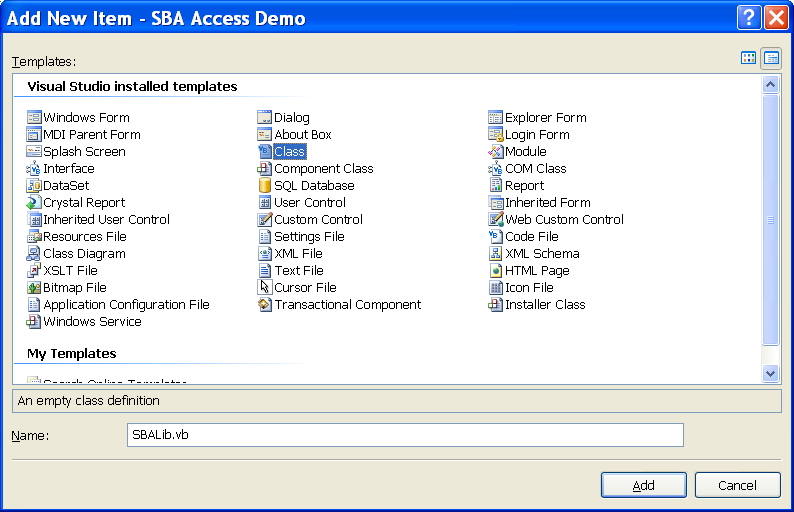 Add New Item - SBA Access Demo
Templates:
Visual Studio installed templates
Windows Form Dialog Explorer Form
MDI Parent Form About Box Login Form
Splash Screen Class Module
Interface Component Class COM Class
DataSet SQL Database Report
Crystal Report User Control Inherited Form
Inherited User Control Custom Control Web Custom Control
Resources File Settings File Code File
Class Diagram XML File XML Schema
XSLT File Text File HTML Page
Bitmap File Cursor File Icon File
Application Configuration File Transactional Component Installer Class
Windows Service
My Templates
Search Online Templates
An empty class definition
Name: SBALib.vb
Add Cancel